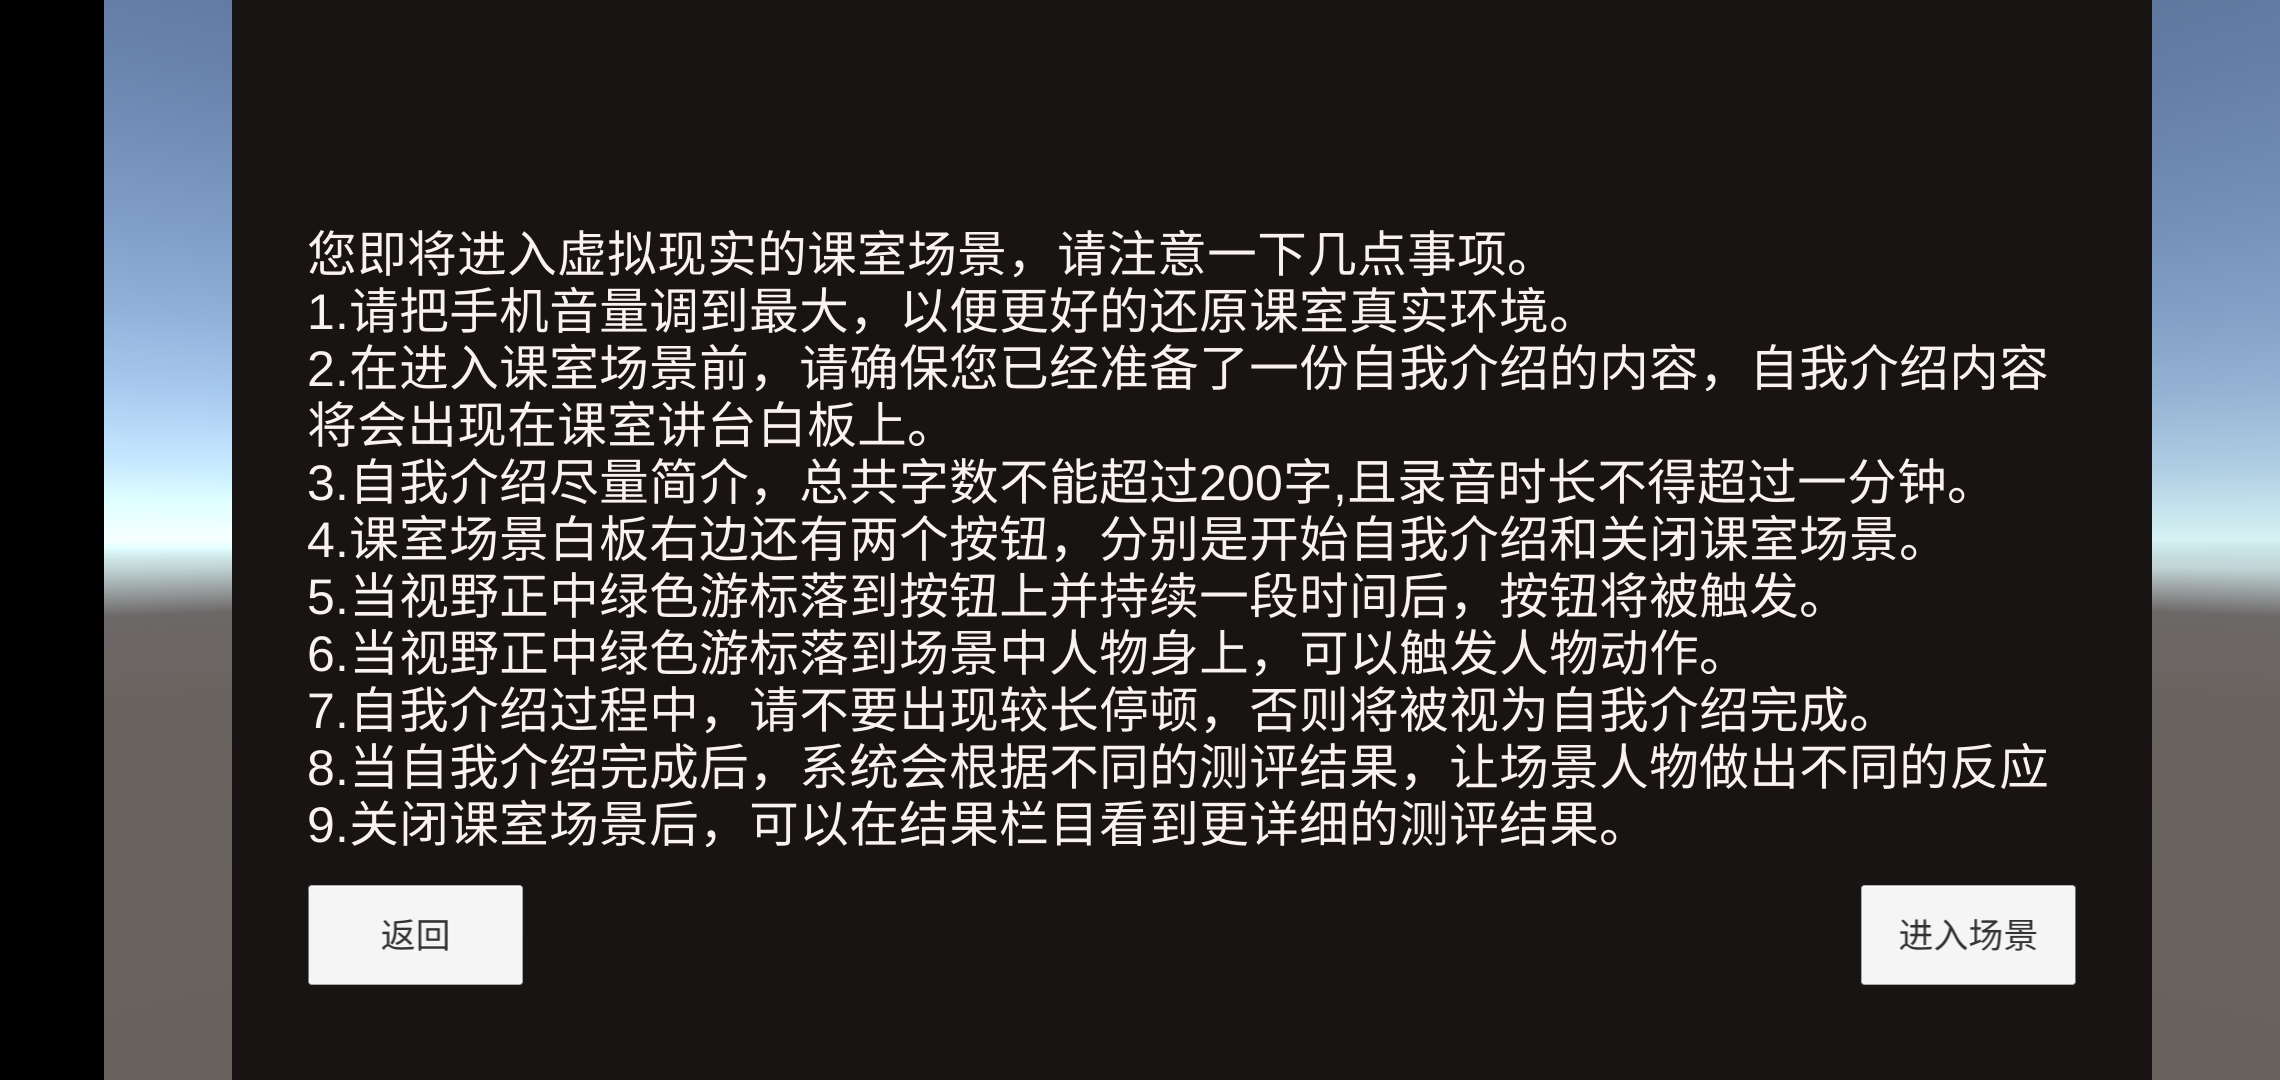 您即将进入虚拟现实的课室场景，请注意一下几点事项。
1.请把手机音量调到最大，以便更好的还原课室真实环境。
2.在进入课室场景前，请确保您已经准备了一份自我介绍的内容，自我介绍内容
将会出现在课室讲台白板上。
3.自我介绍尽量简介，总共字数不能超过200字,且录音时长不得超过一分钟。
4.课室场景白板右边还有两个按钮，分别是开始自我介绍和关闭课室场景。
5.当视野正中绿色游标落到按钮上并持续一段时间后，按钮将被触发。
6.当视野正中绿色游标落到场景中人物身上，可以触发人物动作。
7.自我介绍过程中，请不要出现较长停顿，否则将被视为自我介绍完成。
8.当自我介绍完成后，系统会根据不同的测评结果，让场景人物做出不同的反应
9.关闭课室场景后，可以在结果栏目看到更详细的测评结果。
返回
进入场景